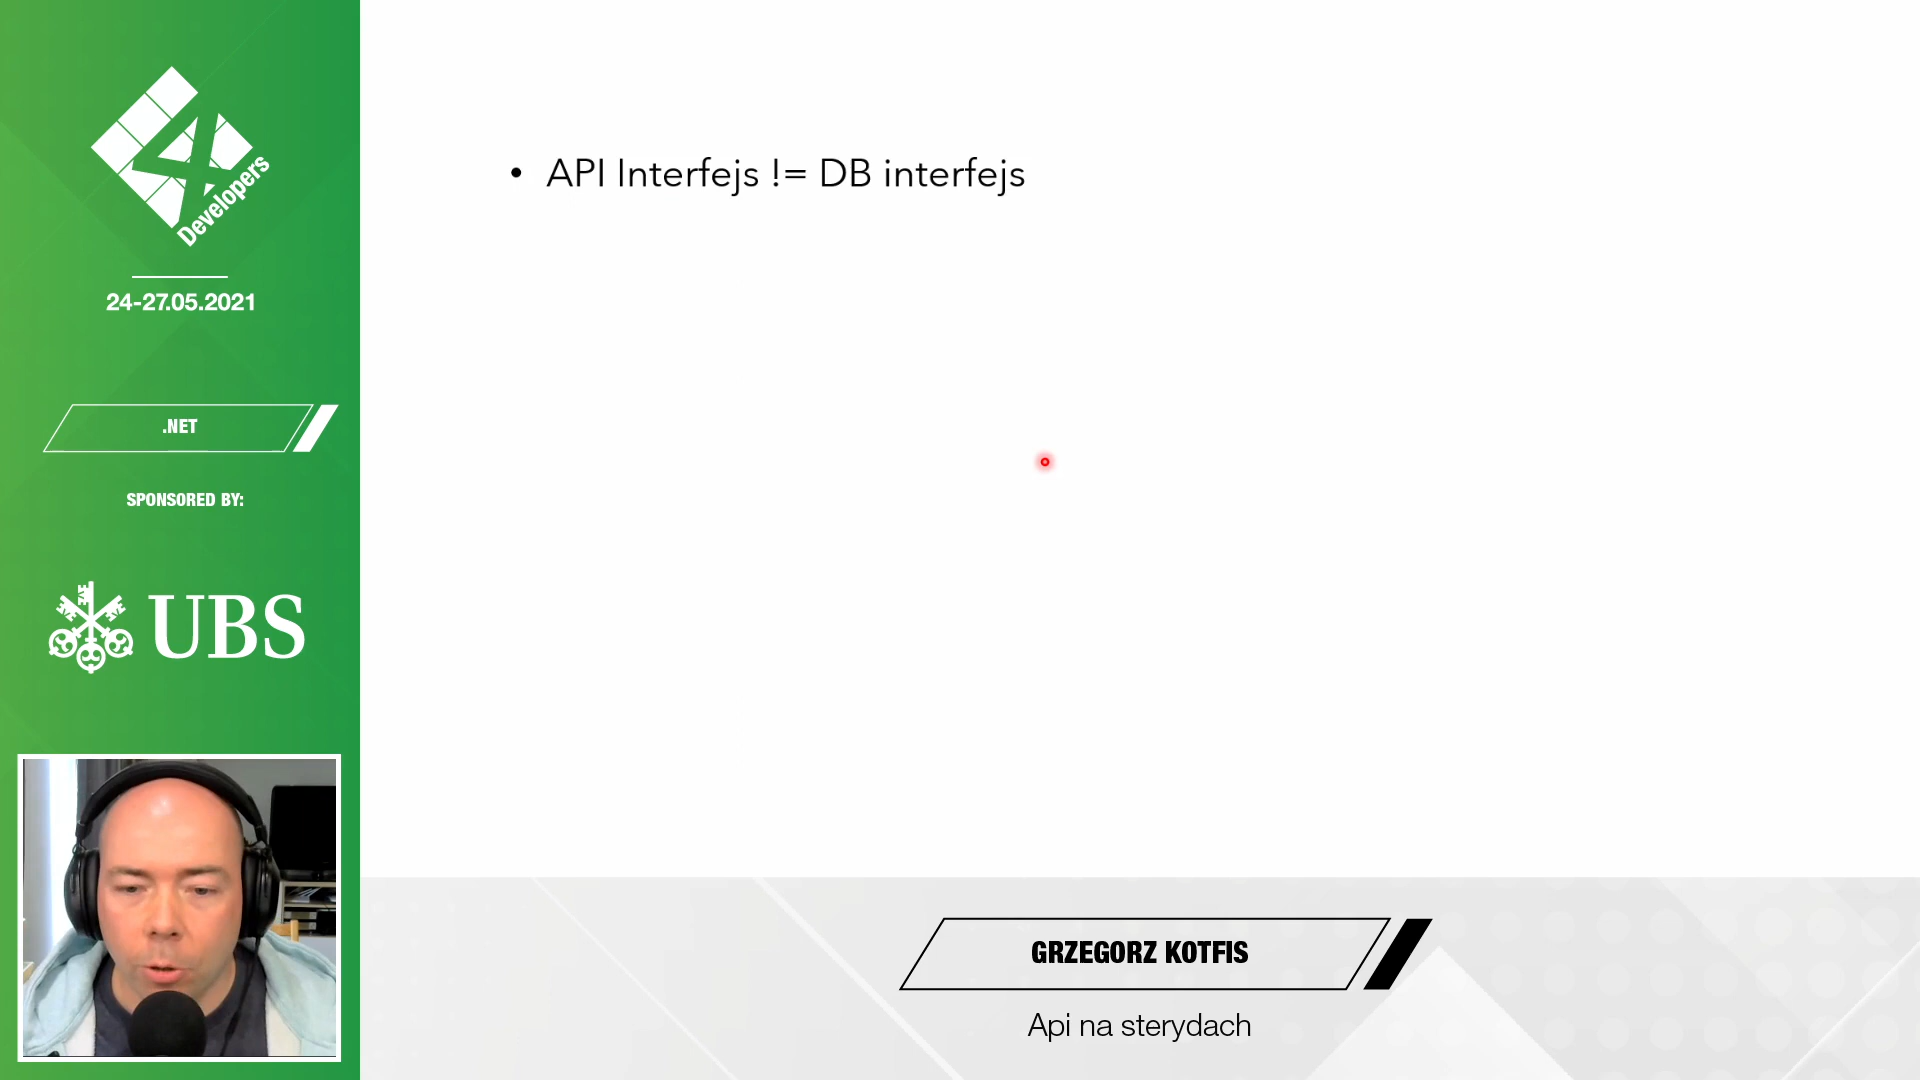 4
Developers
24-27.05.2021
.NET
SPONSORED BY:
UBS
• API Interfejs != DB interfejs
GRZEGORZ KOTFIS
Api na sterydach